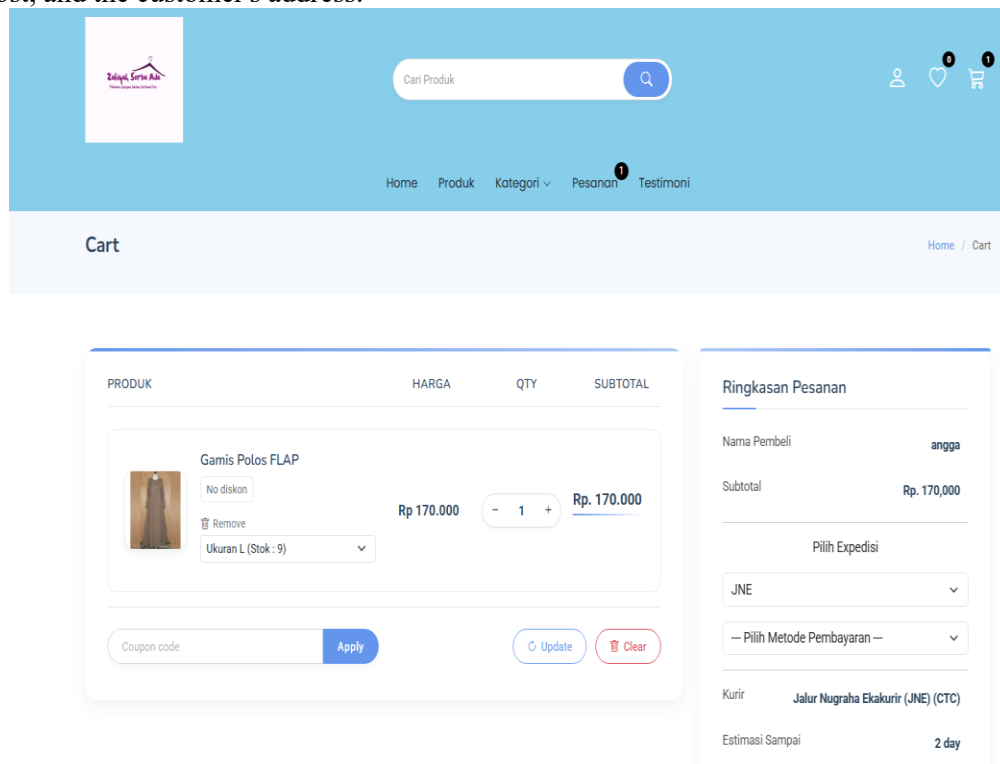 ost, and the customer's address.
Zaisyal, Serba Ada
Cari Produk
0
1
Home Produk Kategori Pesanan 1 Testimoni
Cart
Home / Cart
PRODUK HARGA QTY SUBTOTAL
Gamis Polos FLAP
No diskon
Remove
Ukuran L (Stok : 9)
Rp 170.000 - 1 + Rp. 170.000
Coupon code Apply Update Clear
Ringkasan Pesanan
Nama Pembeli angga
Subtotal Rp. 170,000
Pilih Expedisi
JNE
--- Pilih Metode Pembayaran ---
Kurir Jalur Nugraha Ekakurir (JNE) (CTC)
Estimasi Sampai 2 day